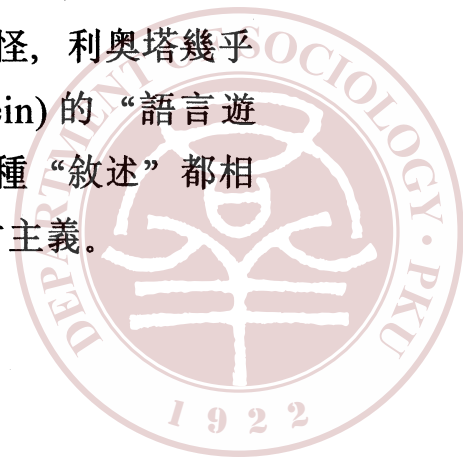 怪，利奧塔幾乎
ein) 的 “語言遊
種 “敘述” 都相
主義。
DEPARTMENT OF SOCIOLOGY · PKU
1922